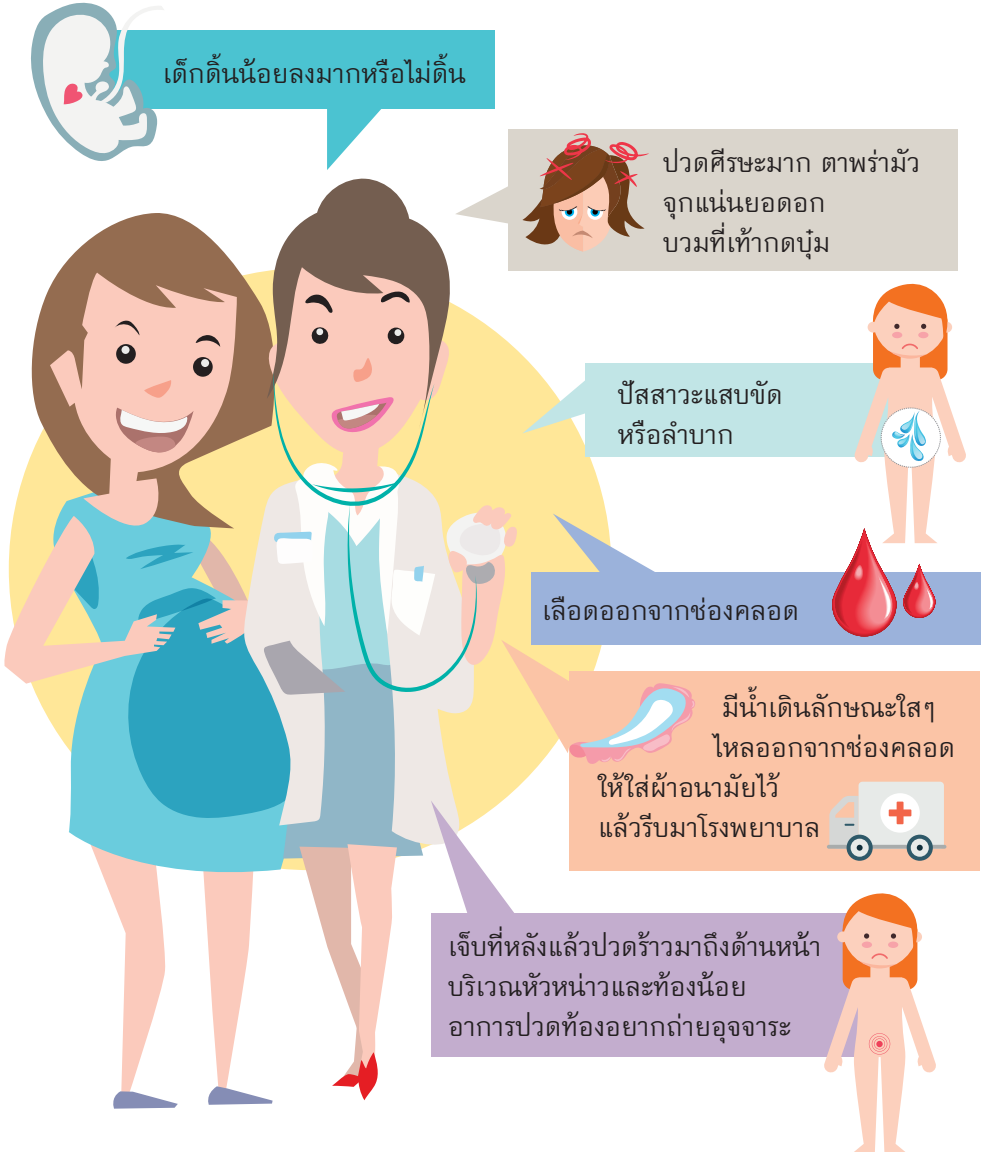 เด็กดิ้นน้อยลงมากหรือไม่ดิ้น
ปวดศีรษะมาก ตาพร่ามัว
จุกแน่นยอดอก
บวมที่เท้ากดบุ๋ม
ปัสสาวะแสบขัด
หรือลำบาก
เลือดออกจากช่องคลอด
มีน้ำเดินลักษณะใสๆ
ไหลออกจากช่องคลอด
ให้ใส่ผ้าอนามัยไว้
แล้วรีบมาโรงพยาบาล
เจ็บที่หลังแล้วปวดร้าวมาถึงด้านหน้า
บริเวณหัวหน่าวและท้องน้อย
อาการปวดท้องอยากถ่ายอุจจาระ